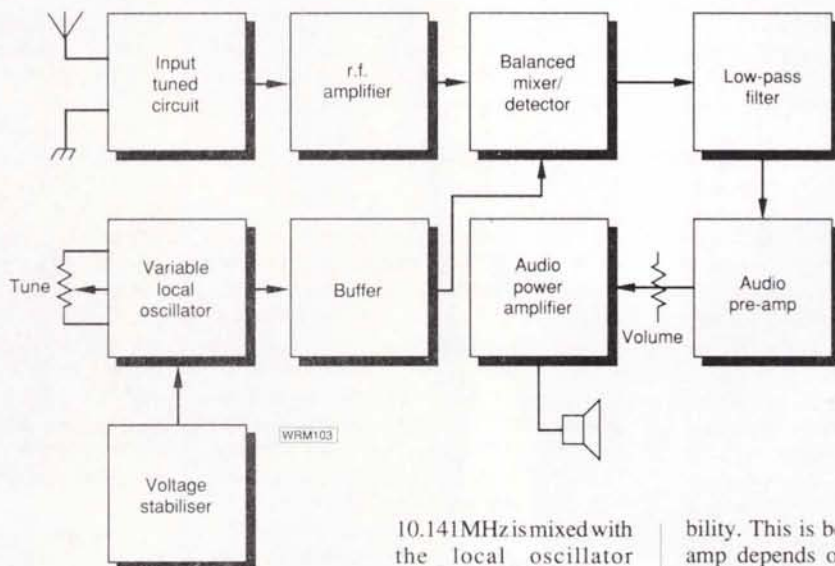 Input
tuned
circuit
r.f.
amplifier
Balanced
mixer/
detector
Low-pass
filter
Tune
Variable
local
oscillator
Buffer
Audio
power
amplifier
Volume
Audio
pre-amp
WRM103
Voltage
stabiliser
10.141MHz is mixed with
the local oscillator
bility. This is be
amp depends o